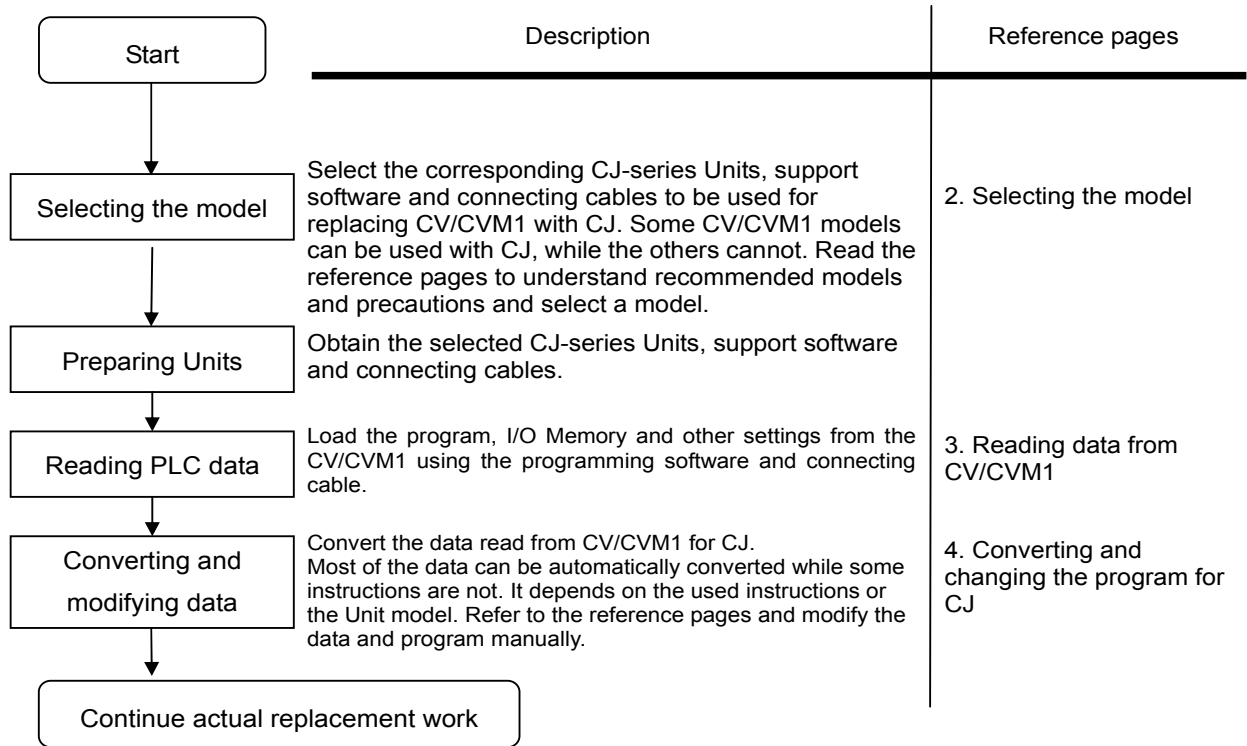 Start
Description
Reference pages
Selecting the model
Select the corresponding CJ-series Units, support
software and connecting cables to be used for
replacing CV/CVM1 with CJ. Some CV/CVM1 models
can be used with CJ, while the others cannot. Read the
reference pages to understand recommended models
and precautions and select a model.
2. Selecting the model
Preparing Units
Obtain the selected CJ-series Units, support software
and connecting cables.
Reading PLC data
Load the program, I/O Memory and other settings from the
CV/CVM1 using the programming software and connecting
cable.
3. Reading data from
CV/CVM1
Converting and
modifying data
Convert the data read from CV/CVM1 for CJ.
Most of the data can be automatically converted while some
instructions are not. It depends on the used instructions or
the Unit model. Refer to the reference pages and modify the
data and program manually.
4. Converting and
changing the program for
CJ
Continue actual replacement work